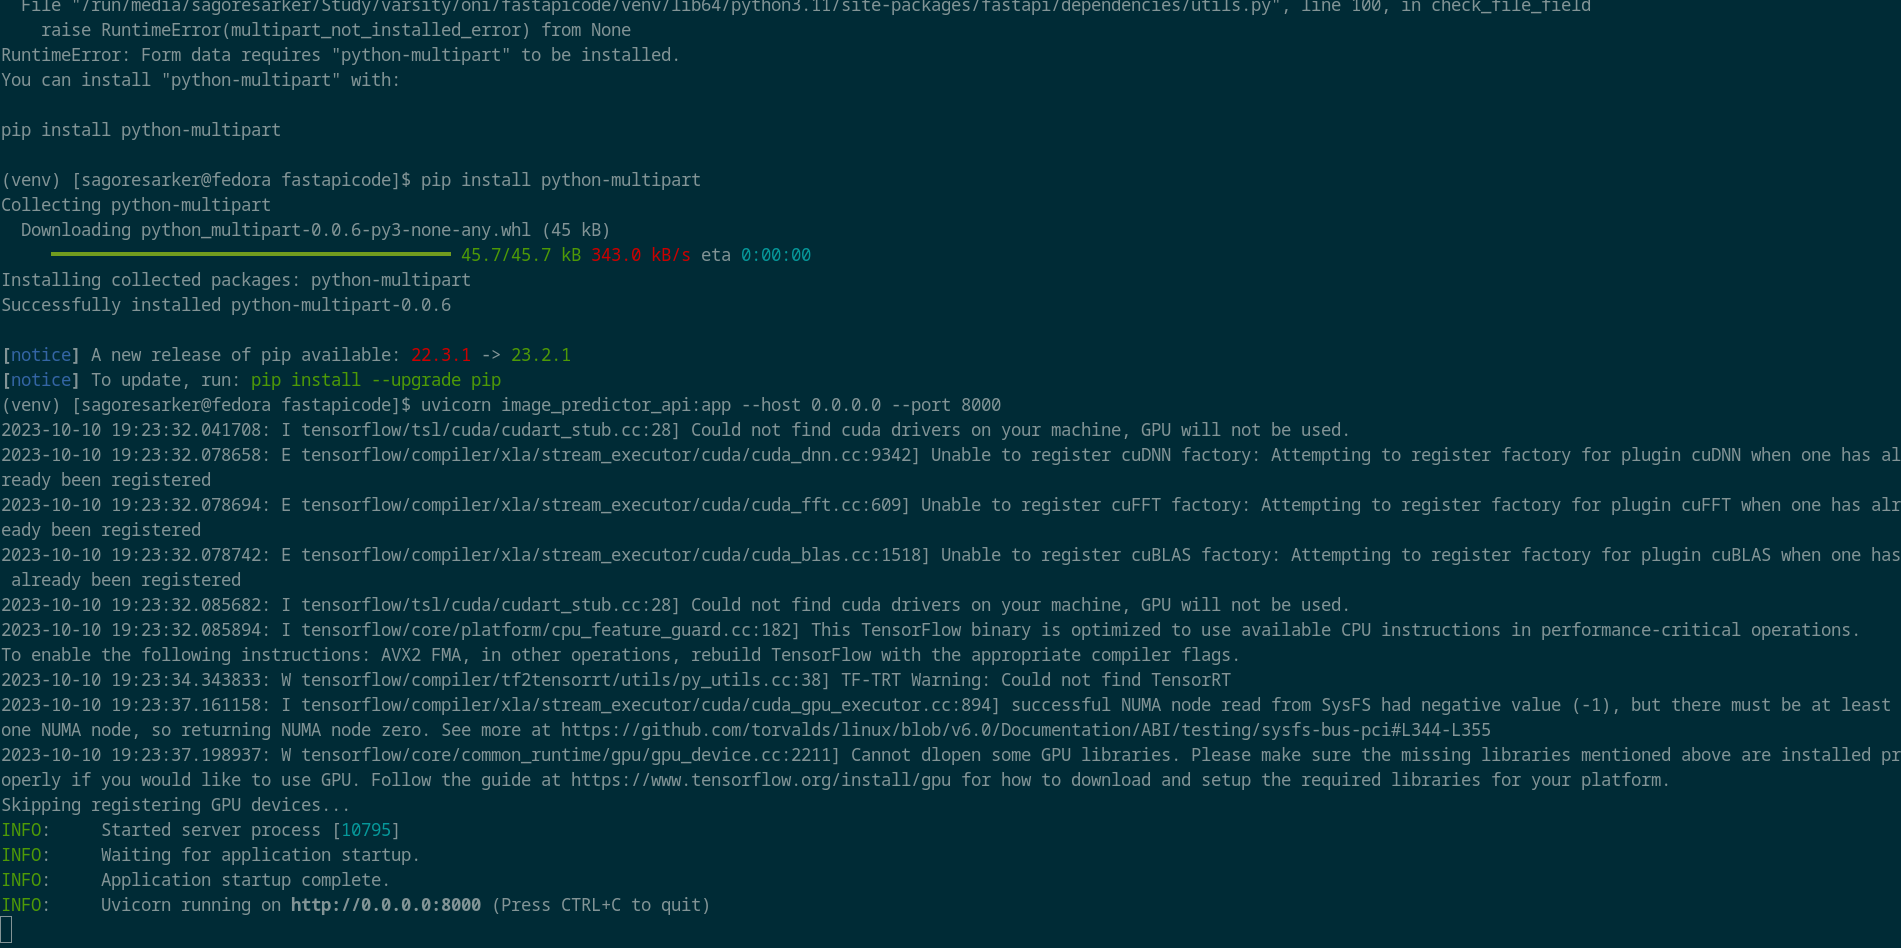 File "/run/media/sagoresarker/Study/varsity/oni/fastapicode/venv/lib64/python3.11/site-packages/fastapi/dependencies/utils.py", line 100, in check_file_field
raise RuntimeError(multipart_not_installed_error) from None
RuntimeError: Form data requires "python-multipart" to be installed.
You can install "python-multipart" with:
pip install python-multipart
(venv) [sagoresarker@fedora fastapicode]$ pip install python-multipart
Collecting python-multipart
Downloading python_multipart-0.0.6-py3-none-any.whl (45 kB)
45.7/45.7 kB 343.0 kB/s eta 0:00:00
Installing collected packages: python-multipart
Successfully installed python-multipart-0.0.6
[notice] A new release of pip available: 22.3.1 -> 23.2.1
[notice] To update, run: pip install --upgrade pip
(venv) [sagoresarker@fedora fastapicode]$ uvicorn image_predictor_api:app --host 0.0.0.0 --port 8000
2023-10-10 19:23:32.041708: I tensorflow/tsl/cuda/cudart_stub.cc:28] Could not find cuda drivers on your machine, GPU will not be used.
2023-10-10 19:23:32.078658: E tensorflow/compiler/xla/stream_executor/cuda/cuda_dnn.cc:9342] Unable to register cuDNN factory: Attempting to register factory for plugin cuDNN when one has al
ready been registered
2023-10-10 19:23:32.078694: E tensorflow/compiler/xla/stream_executor/cuda/cuda_fft.cc:609] Unable to register cuFFT factory: Attempting to register factory for plugin cuFFT when one has alr
eady been registered
2023-10-10 19:23:32.078742: E tensorflow/compiler/xla/stream_executor/cuda/cuda_blas.cc:1518] Unable to register cuBLAS factory: Attempting to register factory for plugin cuBLAS when one has
already been registered
2023-10-10 19:23:32.085682: I tensorflow/tsl/cuda/cudart_stub.cc:28] Could not find cuda drivers on your machine, GPU will not be used.
2023-10-10 19:23:32.085894: I tensorflow/core/platform/cpu_feature_guard.cc:182] This TensorFlow binary is optimized to use available CPU instructions in performance-critical operations.
To enable the following instructions: AVX2 FMA, in other operations, rebuild TensorFlow with the appropriate compiler flags.
2023-10-10 19:23:34.343833: W tensorflow/compiler/tf2tensorrt/utils/py_utils.cc:38] TF-TRT Warning: Could not find TensorRT
2023-10-10 19:23:37.161158: I tensorflow/compiler/xla/stream_executor/cuda/cuda_gpu_executor.cc:894] successful NUMA node read from SysFS had negative value (-1), but there must be at least
one NUMA node, so returning NUMA node zero. See more at https://github.com/torvalds/linux/blob/v6.0/Documentation/ABI/testing/sysfs-bus-pci#L344-L355
2023-10-10 19:23:37.198937: W tensorflow/core/common_runtime/gpu/gpu_device.cc:2211] Cannot dlopen some GPU libraries. Please make sure the missing libraries mentioned above are installed pr
operly if you would like to use GPU. Follow the guide at https://www.tensorflow.org/install/gpu for how to download and setup the required libraries for your platform.
Skipping registering GPU devices...
INFO:     Started server process [10795]
INFO:     Waiting for application startup.
INFO:     Application startup complete.
INFO:     Uvicorn running on http://0.0.0.0:8000 (Press CTRL+C to quit)